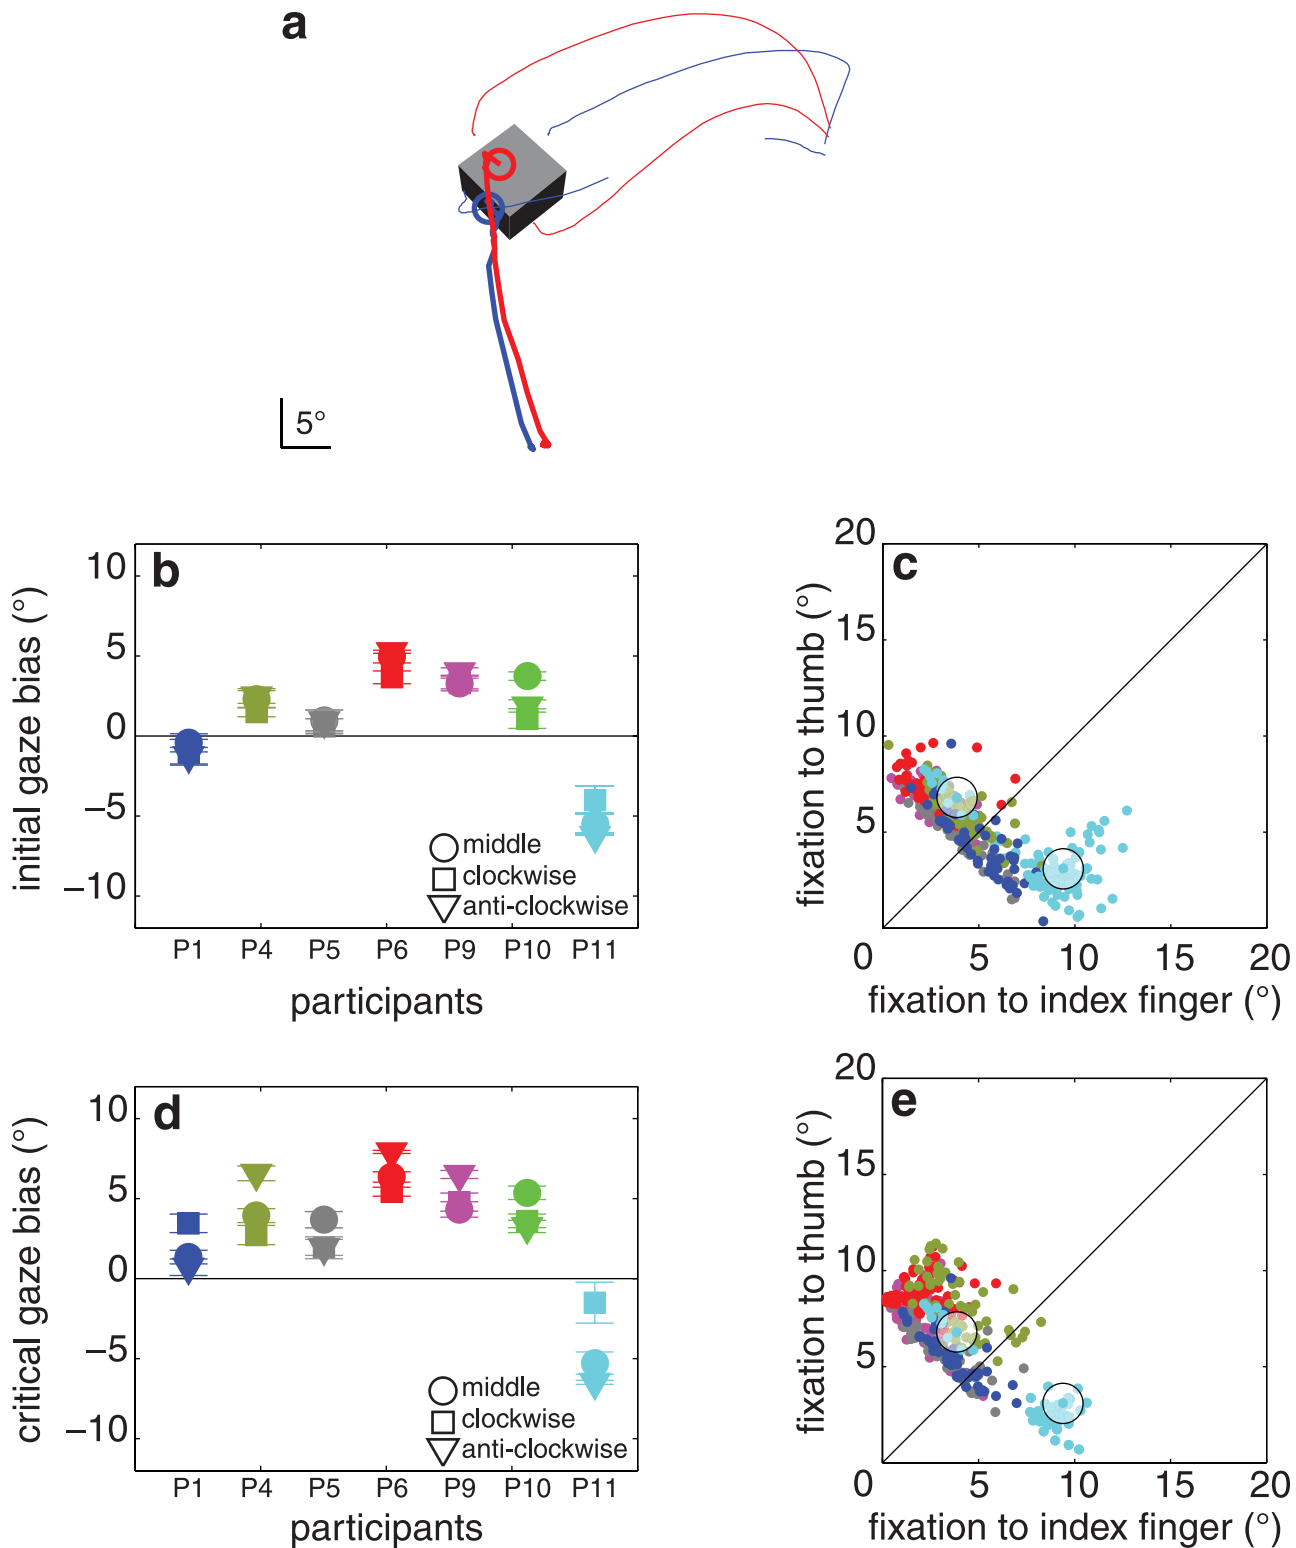 a
5°
b
10
5
0
−5
−10
initial gaze bias (°)
middle
clockwise
anti-clockwise
P1 P4 P5 P6 P9 P10 P11
participants
c
20
15
10
5
0 5 10 15 20
fixation to thumb (°)
fixation to index finger (°)
d
10
5
0
−5
−10
critical gaze bias (°)
middle
clockwise
anti-clockwise
P1 P4 P5 P6 P9 P10 P11
participants
e
20
15
10
5
0 5 10 15 20
fixation to thumb (°)
fixation to index finger (°)